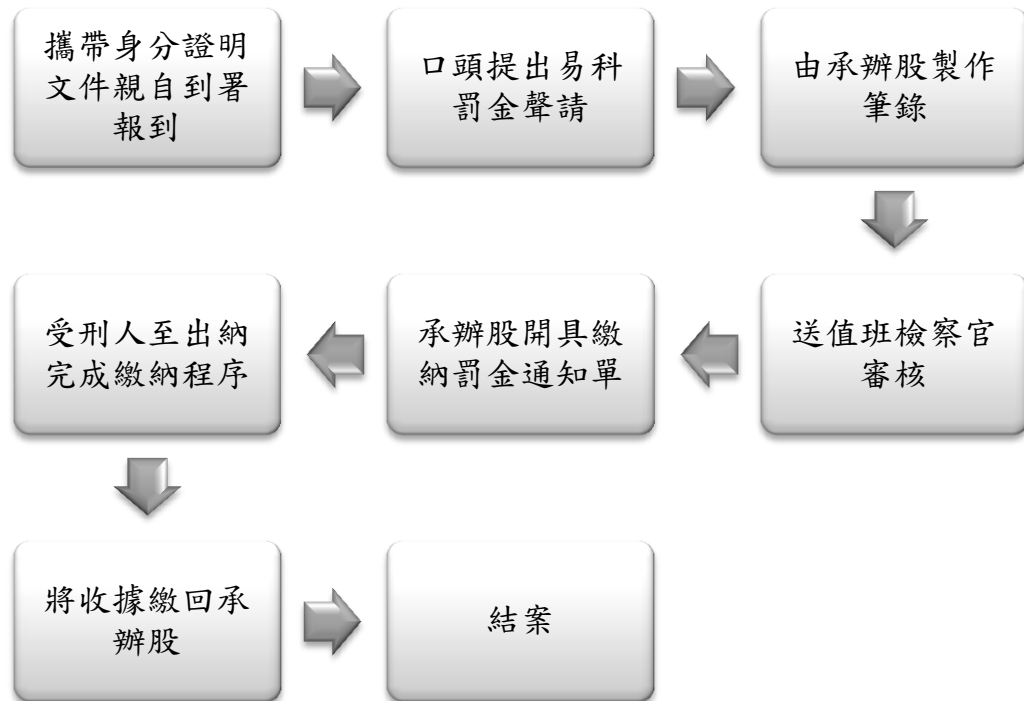 攜帶身分證明
文件親自到署
報到
口頭提出易科
罰金聲請
由承辦股製作
筆錄
送值班檢察官
審核
承辦股開具繳
納罰金通知單
受刑人至出納
完成繳納程序
將收據繳回承
辦股
結案